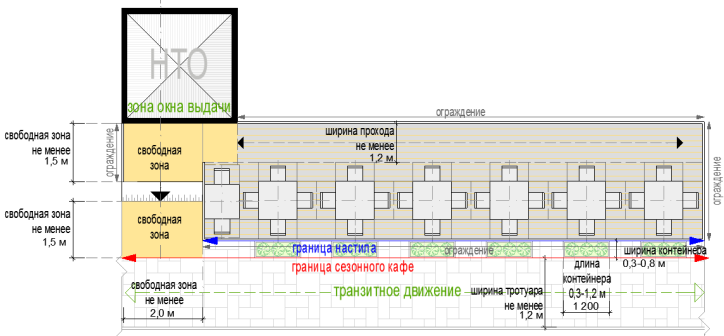 НТО
зона окна выдачи
ограждение
свободная зона
не менее
1,5 м
ограждение
свободная
зона
ширина прохода
не менее
1,2 м
ограждение
свободная зона
не менее
1,5 м
свободная
зона
граница настила
ограждение
ширина контейнера
0,3-0,8 м
граница сезонного кафе
свободная зона
не менее
2,0 м
транзитное движение
ширина тротуара
не менее
1,2 м
длина
контейнера
0,3-1,2 м
1 200